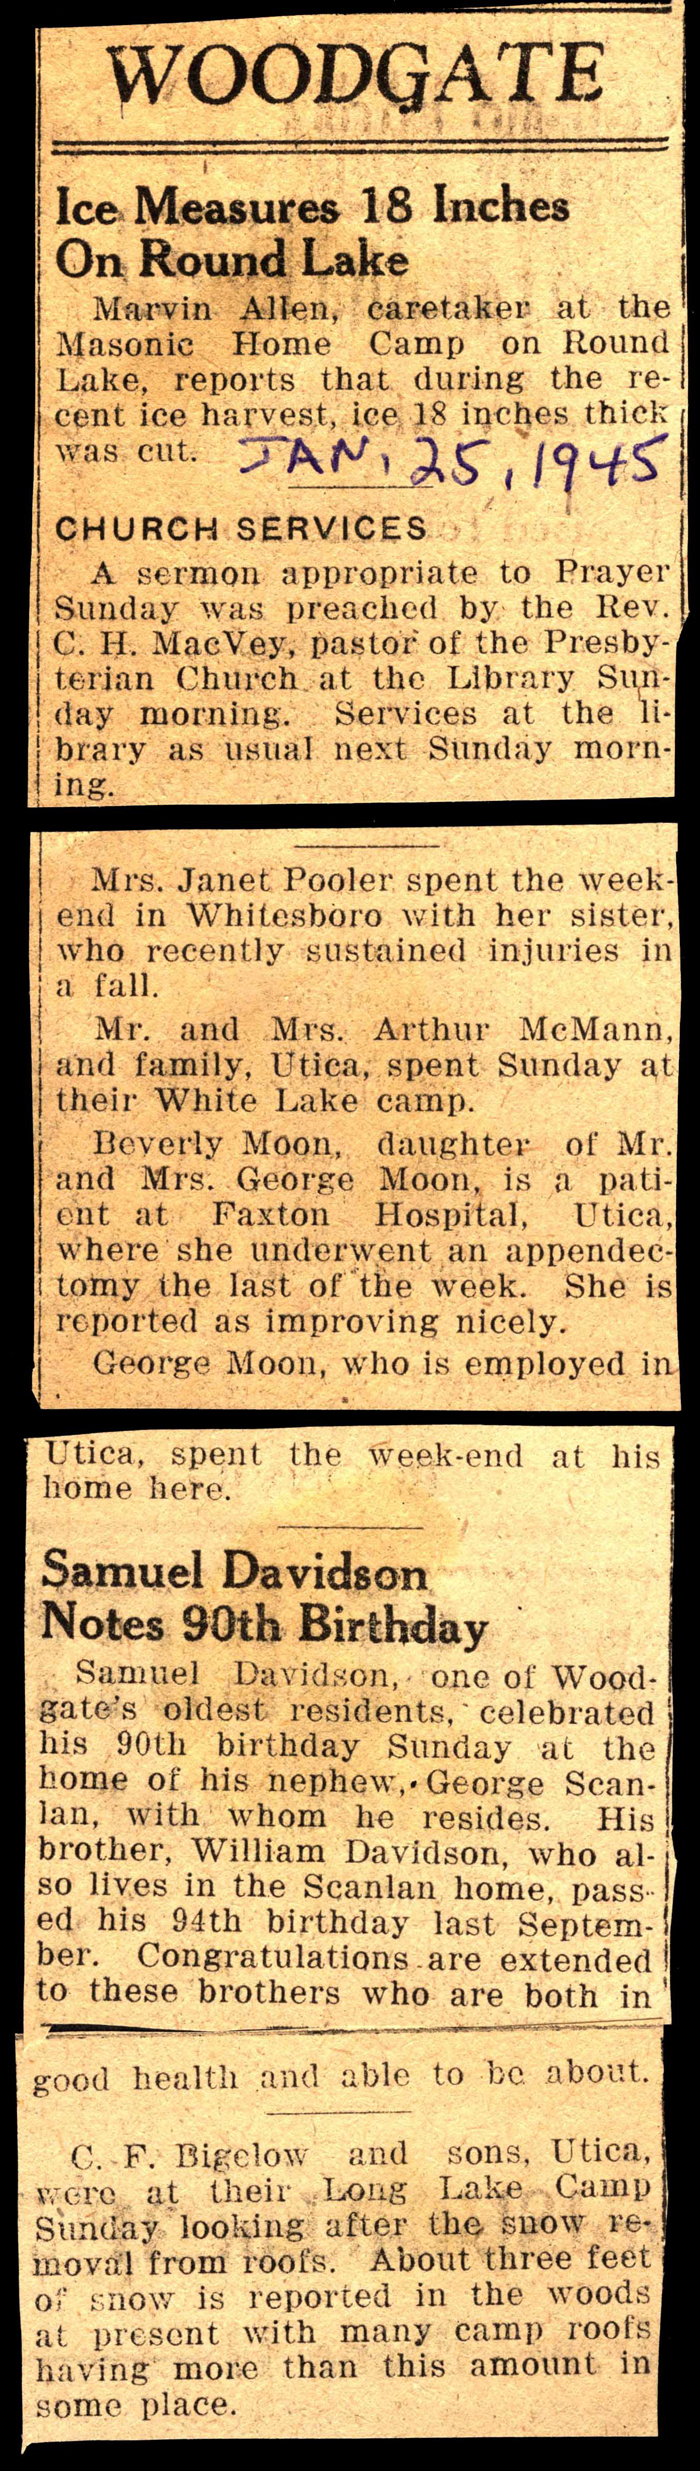 WOODGATE
Ice Measures 18 Inches
On Round Lake
Marvin Allen, caretaker at the
Masonic Home Camp on Round
Lake, reports that during the re-
cent ice harvest, ice 18 inches thick
was cut. JAN, 25, 1945
CHURCH SERVICES
A sermon appropriate to Prayer
Sunday was preached by the Rev.
C. H. MacVey, pastor of the Presby-
terian Church at the Library Sun-
day morning. Services at the li-
brary as usual next Sunday morn-
ing.
Mrs. Janet Pooler spent the week-
end in Whitesboro with her sister,
who recently sustained injuries in
a fall.
Mr. and Mrs. Arthur McMann,
and family, Utica, spent Sunday at
their White Lake camp.
Beverly Moon, daughter of Mr.
and Mrs. George Moon, is a pati-
ent at Faxton Hospital, Utica,
where she underwent an appendec-
tomy the last of the week. She is
reported as improving nicely.
George Moon, who is employed in
Utica, spent the week-end at his
home here.
Samuel Davidson
Notes 90th Birthday
Samuel Davidson, one of Wood-
gate's oldest residents, celebrated
his 90th birthday Sunday at the
home of his nephew, George Scan-
lan, with whom he resides. His
brother, William Davidson, who al-
so lives in the Scanlan home, pass-
ed his 94th birthday last Septem-
ber. Congratulations are extended
to these brothers who are both in
good health and able to be about.
C. F. Bigelow and sons, Utica,
were at their Long Lake Camp
Sunday looking after the snow re-
moval from roofs. About three feet
of snow is reported in the woods
at present with many camp roofs
having more than this amount in
some place.